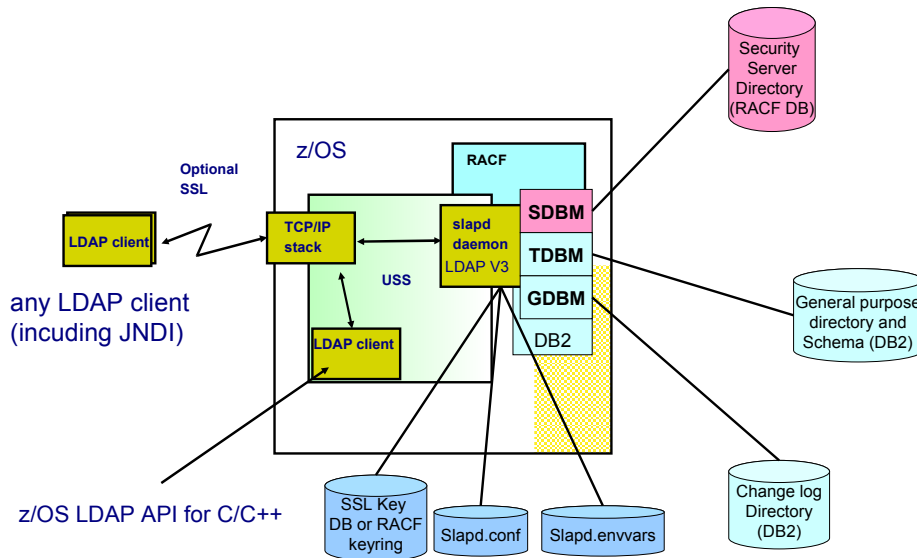 Security
Server
Directory
(RACF DB)
z/OS
RACF
Optional
SSL
SDBM
TCP/IP
stack
slapd
daemon
LDAP V3
LDAP client
TDBM
USS
any LDAP client
(incuding JNDI)
GDBM
General purpose
directory and
Schema (DB2)
DB2
LDAP client
z/OS LDAP API for C/C++
SSL Key
DB or RACF
keyring
Slapd.conf
Slapd.envvars
Change log
Directory
(DB2)